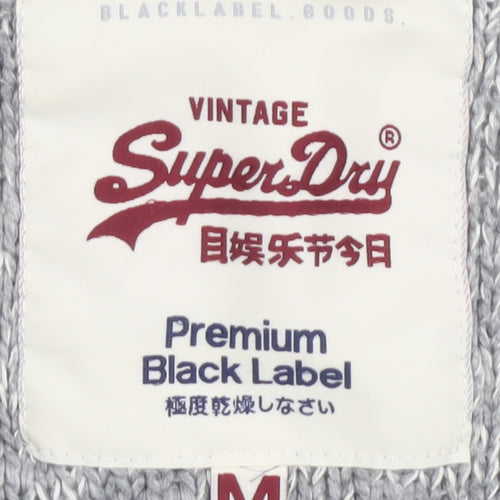 BLACKLABEL.GOODS.
VINTAGE
SuperDry®
目娱乐节今日
Premium
Black Label
極度乾燥しなさい
M